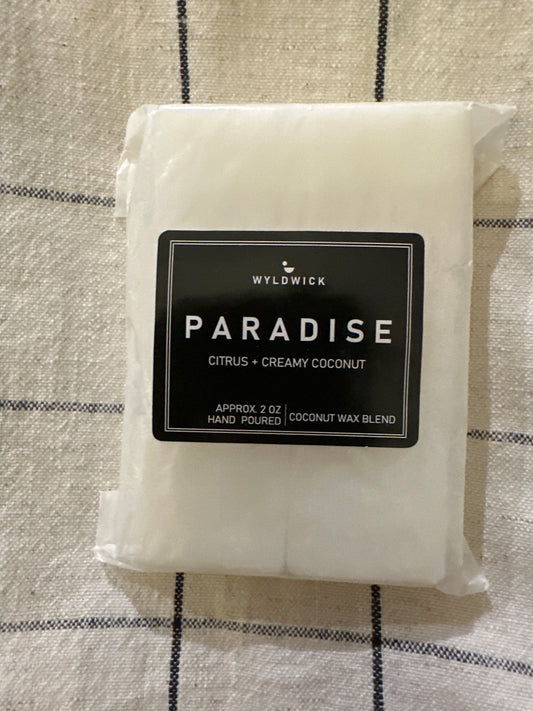 WYLDWICK
PARADISE
CITRUS + CREAMY COCONUT
APPROX. 2 OZ
HAND POURED
COCONUT WAX BLEND